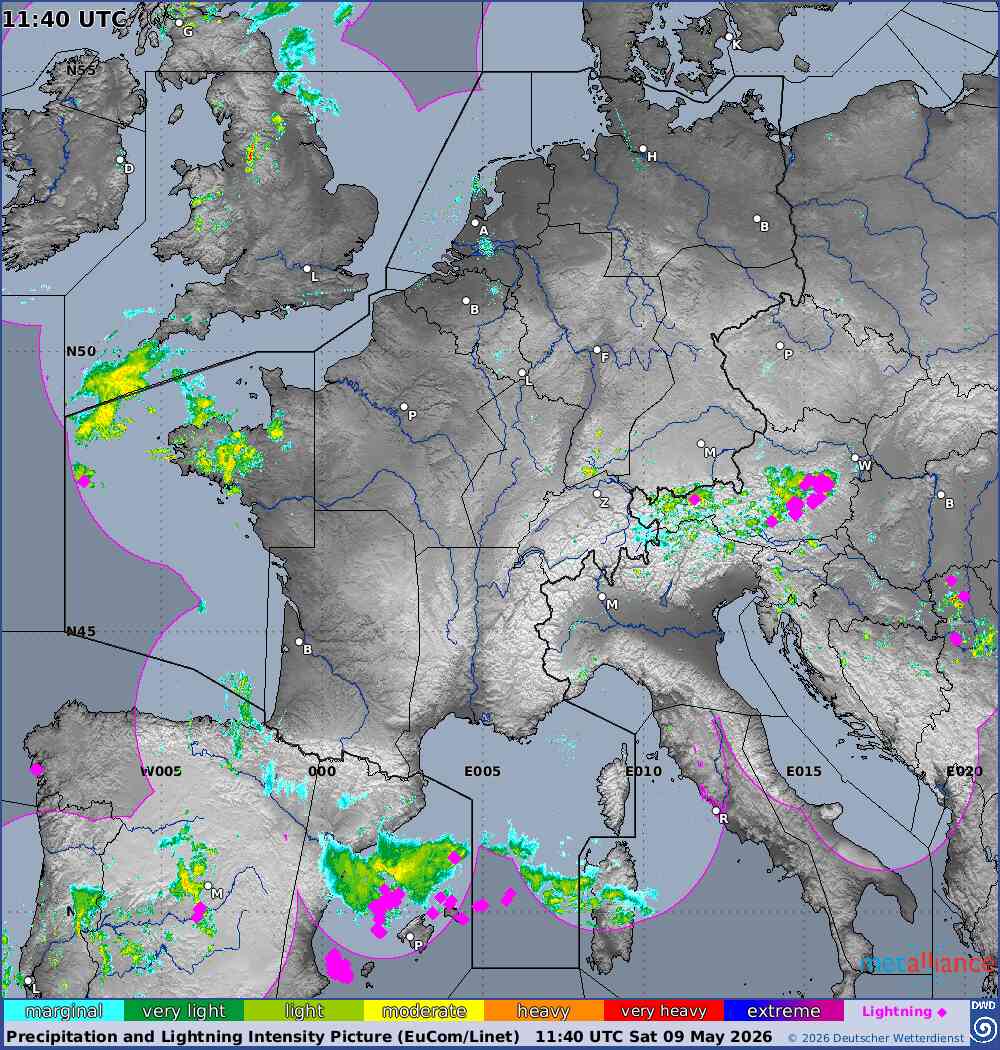 11:40 UTC
G
K
N55
D
H
A
B
L
B
N50
F
P
L
P
M
W
Z
B
M
N45
B
W005
000
E005
E010
E015
E020
R
M
N
P
L
metalliance
marginal very light light moderate heavy very heavy extreme Lightning
DWD
Precipitation and Lightning Intensity Picture (EuCom/Linet) 11:40 UTC Sat 09 May 2026 © 2026 Deutscher Wetterdienst